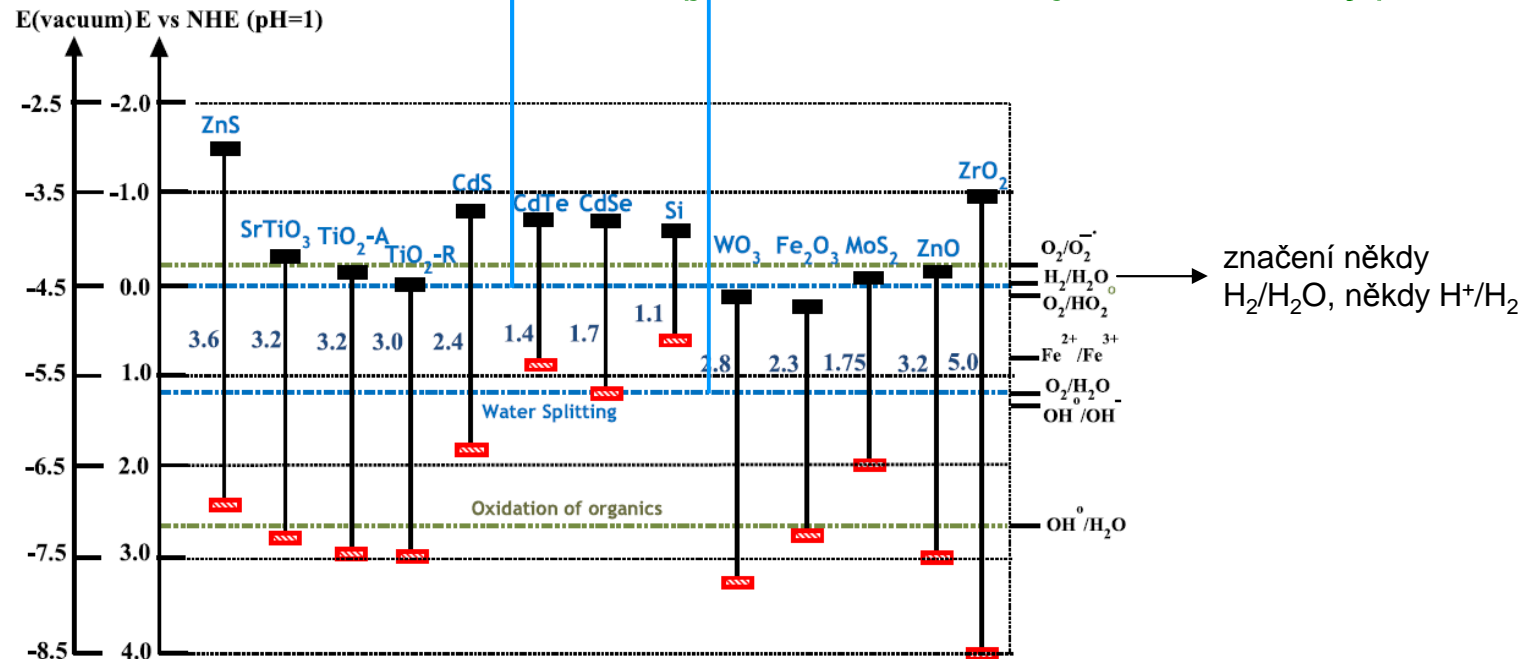 E(vacuum) E vs NHE (pH=1)
-2.5 -2.0
ZnS
ZrO₂
CdS
-3.5 -1.0
CdTe CdSe Si
SrTiO₃ TiO₂-A TiO₂-R WO₃ Fe₂O₃ MoS₂ ZnO
O₂/O₂⁻•
H₂/H₂O
O₂/HO₂°
značení někdy
H₂/H₂O, někdy H⁺/H₂
-4.5 0.0
3.6 3.2 3.2 3.0 2.4 1.4 1.7 1.1 2.8 2.3 1.75 3.2 5.0
Fe²⁺/Fe³⁺
-5.5 1.0
O₂/H₂O
Water Splitting
OH°/OH⁻
-6.5 2.0
Oxidation of organics
OH°/H₂O
-7.5 3.0
-8.5 4.0